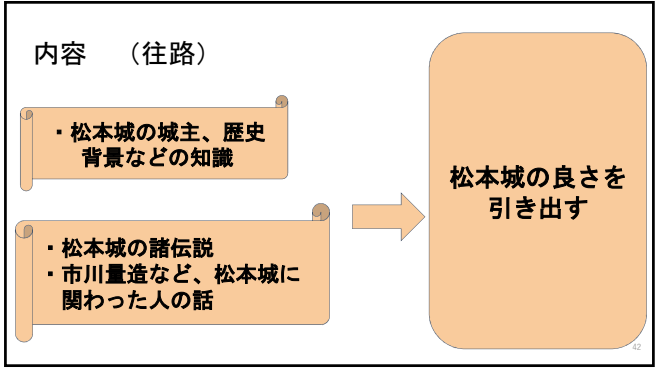 内容　（往路）
・松本城の城主、歴史
背景などの知識
・松本城の諸伝説
・市川量造など、松本城に
関わった人の話
松本城の良さを
引き出す
42